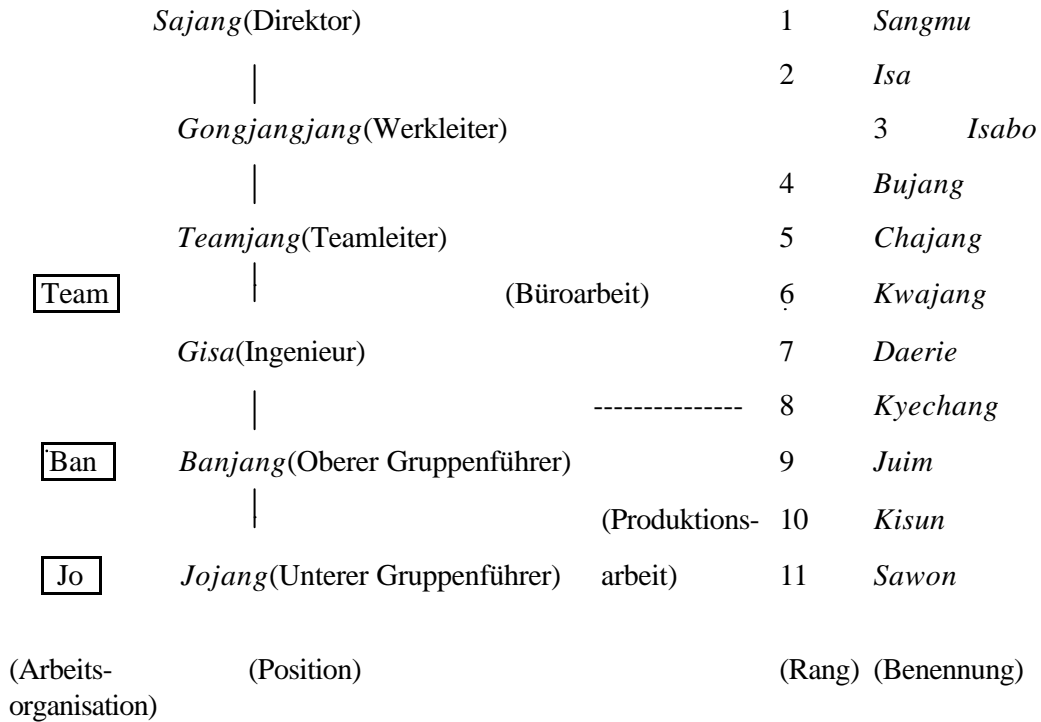 Sajang(Direktor) 1 Sangmu
2 Isa
Gongjangjang(Werkleiter) 3 Isabo
4 Bujang
Teamjang(Teamleiter) 5 Chajang
Team (Büroarbeit) 6 Kwajang
Gisa(Ingenieur) 7 Daerie
--------------- 8 Kyechang
Ban Banjang(Oberer Gruppenführer) 9 Juim
(Produktions- 10 Kisun
Jo Jojang(Unterer Gruppenführer) arbeit) 11 Sawon
(Arbeits- (Position) (Rang) (Benennung)
organisation)